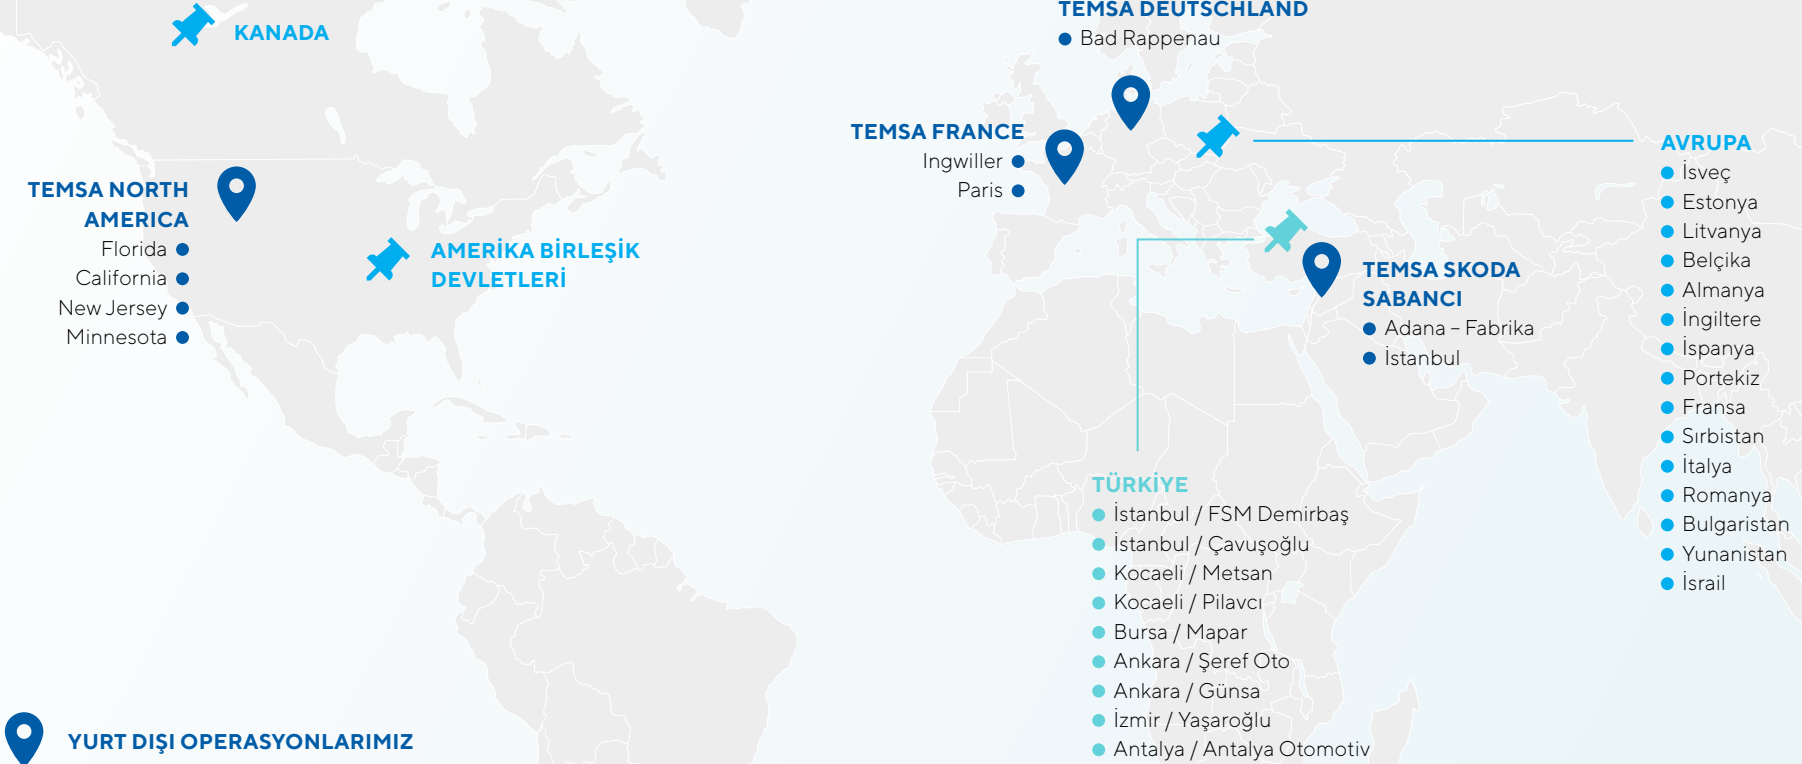 KANADA
TEMSA DEUTSCHLAND
Bad Rappenau
TEMSA FRANCE
Ingwiller
Paris
TEMSA NORTH
AMERICA
Florida
California
New Jersey
Minnesota
AMERİKA BİRLEŞİK
DEVLETLERİ
TEMSA SKODA
SABANCI
Adana – Fabrika
İstanbul
AVRUPA
İsveç
Estonya
Litvanya
Belçika
Almanya
İngiltere
İspanya
Portekiz
Fransa
Sırbistan
İtalya
Romanya
Bulgaristan
Yunanistan
İsrail
TÜRKİYE
İstanbul / FSM Demirbaş
İstanbul / Çavuşoğlu
Kocaeli / Metsan
Kocaeli / Pilavcı
Bursa / Mapar
Ankara / Şeref Oto
Ankara / Günsa
İzmir / Yaşaroğlu
Antalya / Antalya Otomotiv
YURT DIŞI OPERASYONLARIMIZ